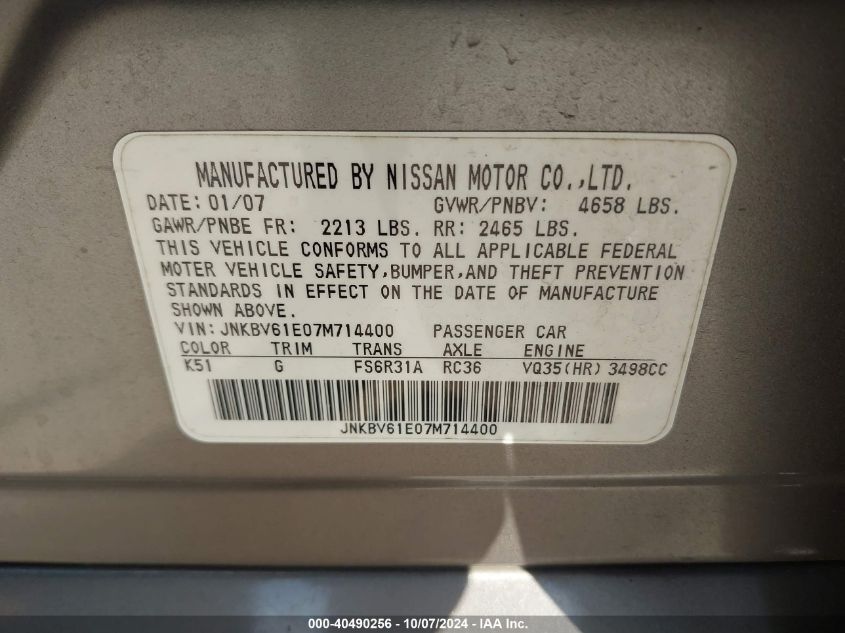 MANUFACTURED BY NISSAN MOTOR CO.,LTD.
DATE: 01/07 GVWR/PNBV: 4658 LBS.
GAWR/PNBE FR: 2213 LBS. RR: 2465 LBS.
THIS VEHICLE CONFORMS TO ALL APPLICABLE FEDERAL
MOTER VEHICLE SAFETY,BUMPER,AND THEFT PREVENTION
STANDARDS IN EFFECT ON THE DATE OF MANUFACTURE
SHOWN ABOVE.
VIN: JNKBV61E07M714400 PASSENGER CAR
COLOR TRIM TRANS AXLE ENGINE
K51 G FS6R31A RC36 VQ35(HR) 3498CC
JNKBV61E07M714400
000-40490256 - 10/07/2024 - IAA Inc.